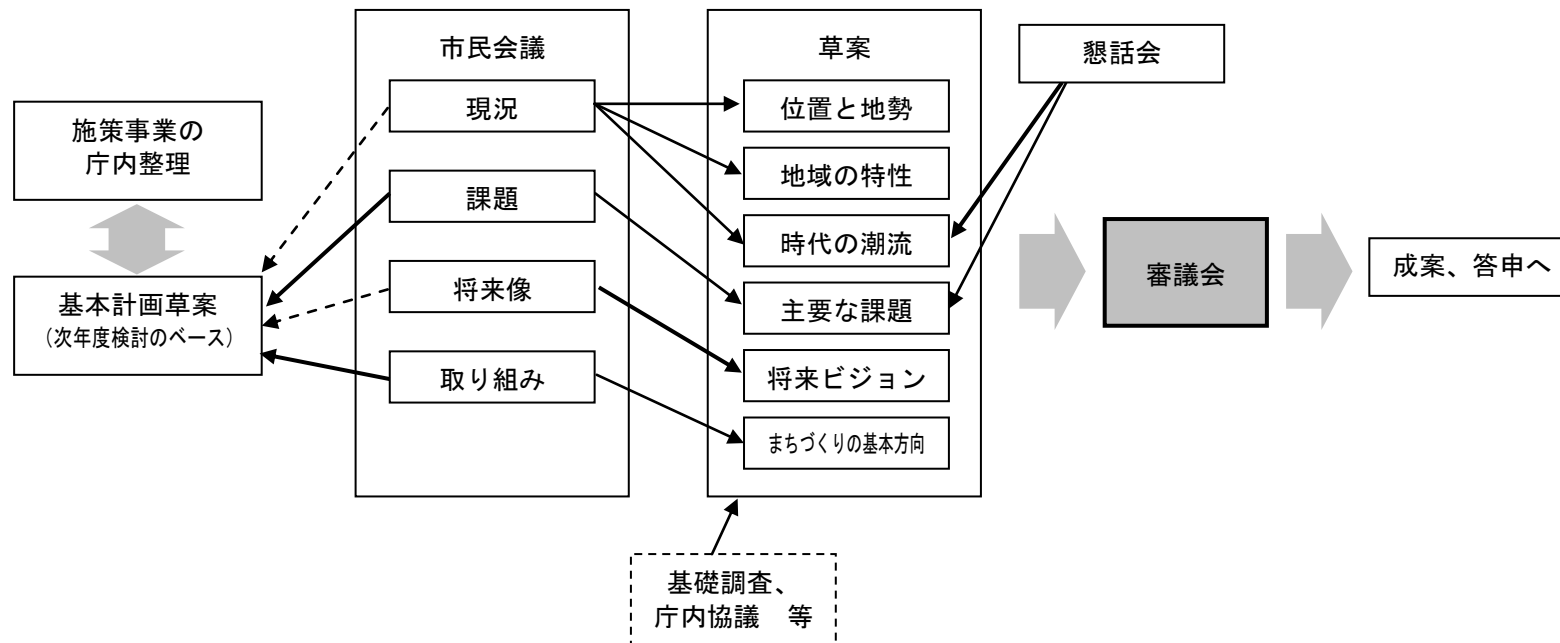 施策事業の
庁内整理
基本計画草案
（次年度検討のベース）
市民会議
現況
課題
将来像
取り組み
草案
位置と地勢
地域の特性
時代の潮流
主要な課題
将来ビジョン
まちづくりの基本方向
基礎調査、
庁内協議　等
懇話会
審議会
成案、答申へ